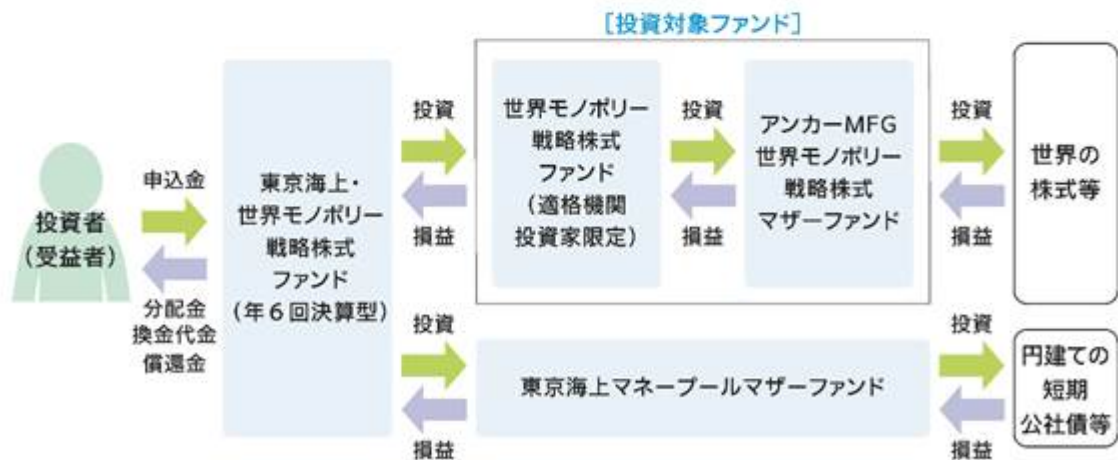 [投資対象ファンド]
投資者
(受益者)
申込金
分配金
換金代金
償還金
東京海上・
世界モノポリー
戦略株式
ファンド
(年6回決算型)
投資
損益
世界モノポリー
戦略株式
ファンド
(適格機関
投資家限定)
投資
損益
アンカーMFG
世界モノポリー
戦略株式
マザーファンド
投資
損益
世界の
株式等
投資
損益
東京海上マネープールマザーファンド
投資
損益
円建ての
短期
公社債等